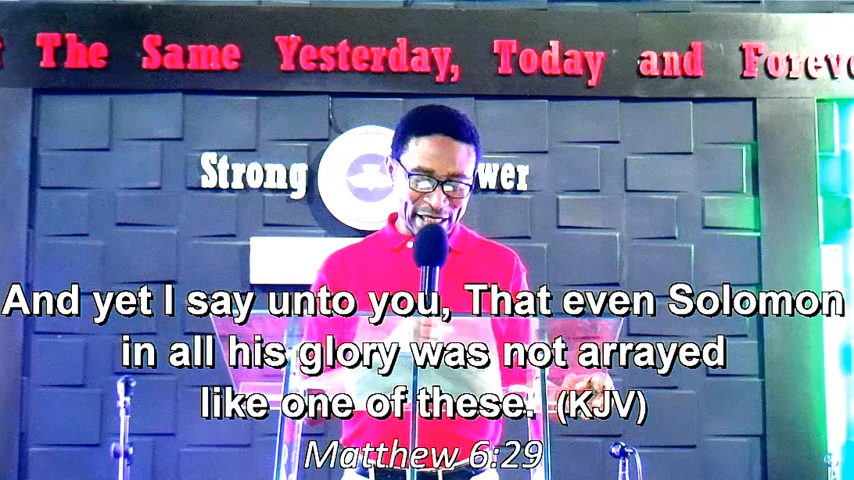 The Same Yesterday, Today and
Strong
And yet I say unto you, That even Solomon
in all his glory was not arrayed
like one of these. (KJV)
Matthew 6:29